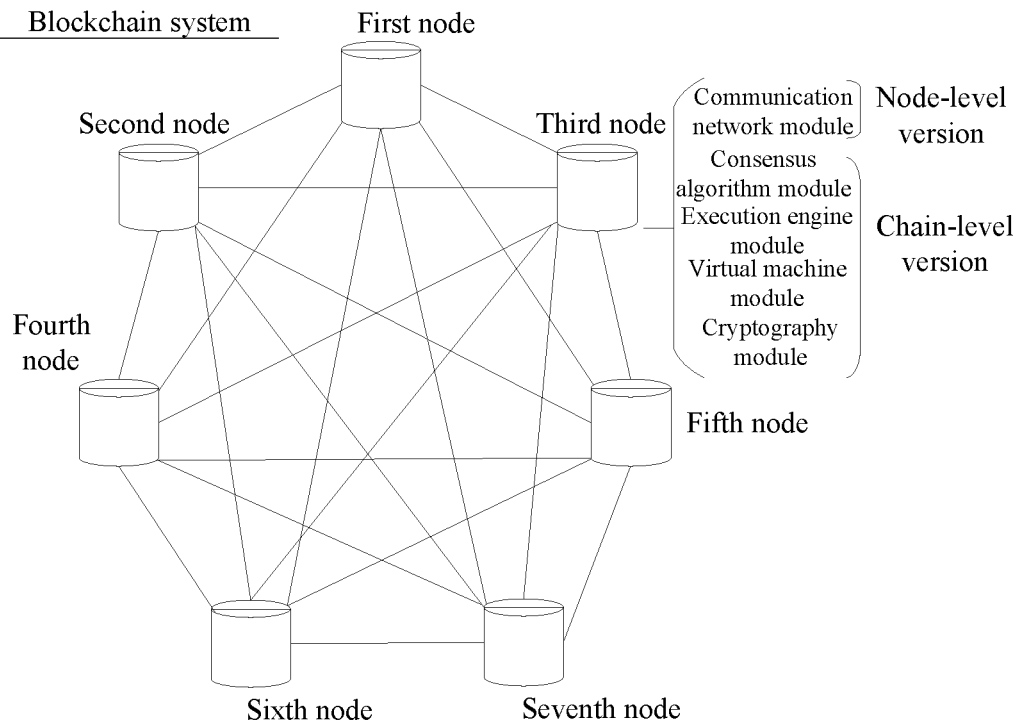 Blockchain system
First node
Second node
Third node
Communication
network module
Node-level
version
Consensus
algorithm module
Execution engine
module
Virtual machine
module
Cryptography
module
Chain-level
version
Fourth
node
Fifth node
Sixth node
Seventh node